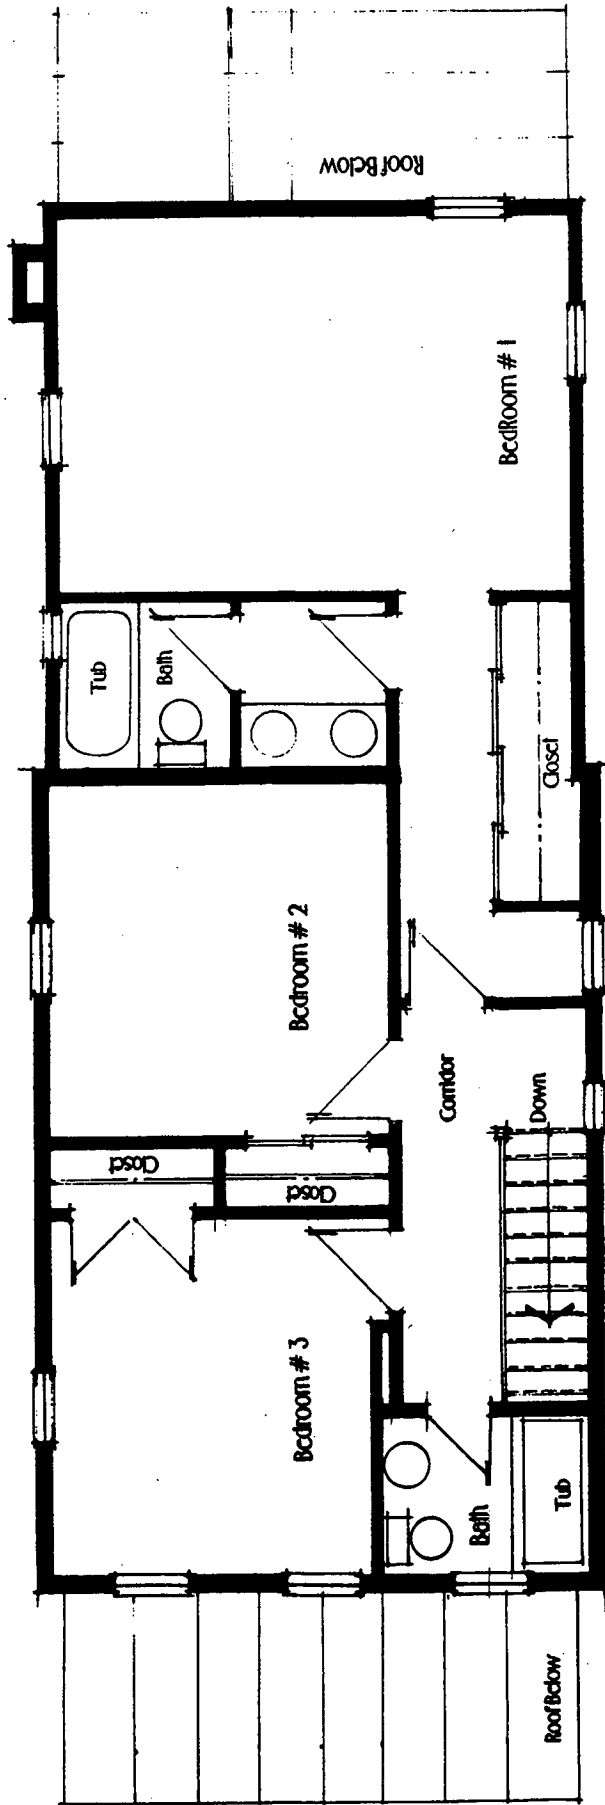 Roof Below
BedRoom # 1
Tub
Bath
Closet
Bedroom # 2
Corridor
Down
Closet
Closet
Bedroom # 3
Bath
Tub
Roof Below